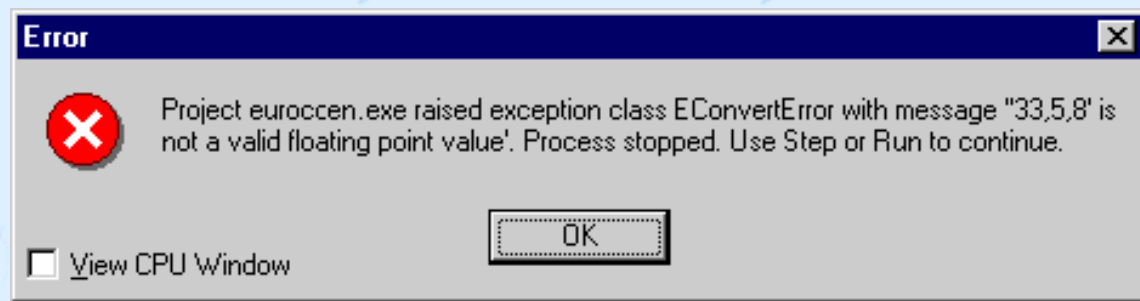 Error
Project euroccen.exe raised exception class EConvertError with message "33,5,8' is
not a valid floating point value'. Process stopped. Use Step or Run to continue.
OK
View CPU Window